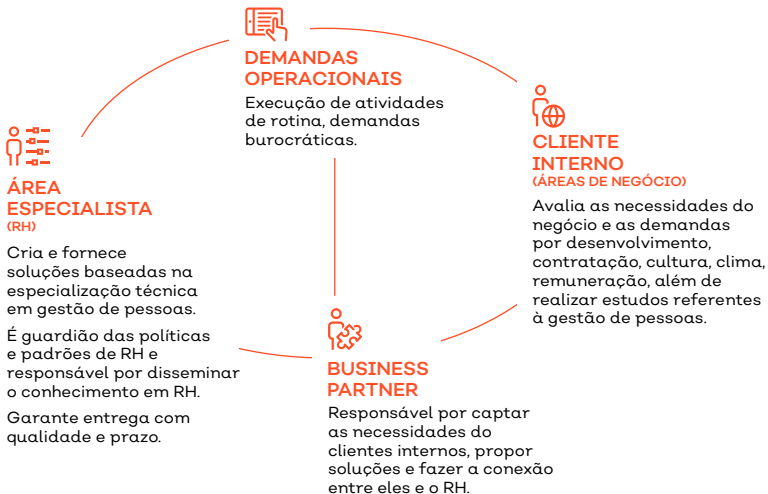 DEMANDAS
OPERACIONAIS
Execução de atividades
de rotina, demandas
burocráticas.
CLIENTE
INTERNO
(ÁREAS DE NEGÓCIO)
Avalia as necessidades do
negócio e as demandas
por desenvolvimento,
contratação, cultura, clima,
remuneração, além de
realizar estudos referentes
à gestão de pessoas.
ÁREA
ESPECIALISTA
(RH)
Cria e fornece
soluções baseadas na
especialização técnica
em gestão de pessoas.
É guardião das políticas
e padrões de RH e
responsável por disseminar
o conhecimento em RH.
Garante entrega com
qualidade e prazo.
BUSINESS
PARTNER
Responsável por captar
as necessidades do
clientes internos, propor
soluções e fazer a conexão
entre eles e o RH.